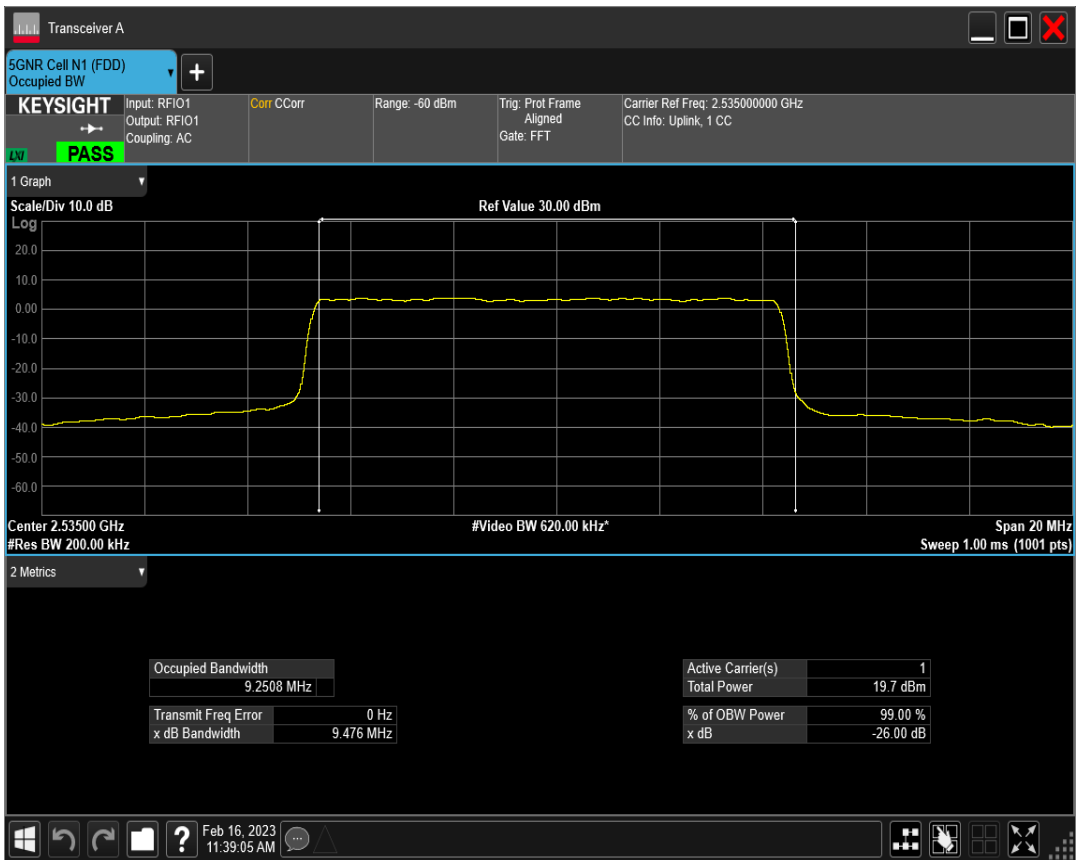 Transceiver A
5GNR Cell N1 (FDD)
Occupied BW
+
KEYSIGHT
LXI
PASS
Input: RFIO1
Output: RFIO1
Coupling: AC
Corr CCorr
Range: -60 dBm
Trig: Prot Frame
Aligned
Gate: FFT
Carrier Ref Freq: 2.535000000 GHz
CC Info: Uplink, 1 CC
1 Graph
Scale/Div 10.0 dB
Ref Value 30.00 dBm
Log
20.0
10.0
0.00
-10.0
-20.0
-30.0
-40.0
-50.0
-60.0
Center 2.53500 GHz
#Video BW 620.00 kHz*
Span 20 MHz
#Res BW 200.00 kHz
Sweep 1.00 ms (1001 pts)
2 Metrics
Occupied Bandwidth
9.2508 MHz
Transmit Freq Error 0 Hz
x dB Bandwidth 9.476 MHz
Active Carrier(s) 1
Total Power 19.7 dBm
% of OBW Power 99.00 %
x dB -26.00 dB
?
Feb 16, 2023
11:39:05 AM